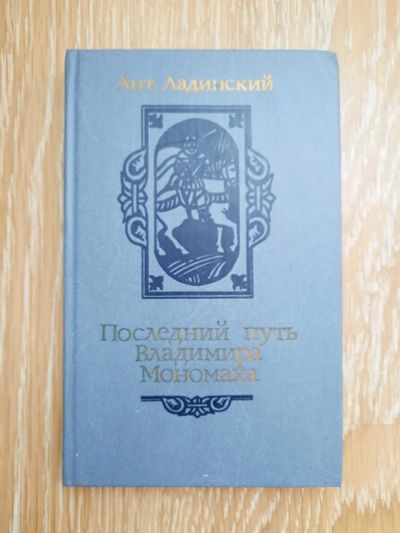 Ант. Ладинский
Последний путь
Владимира
Мономаха